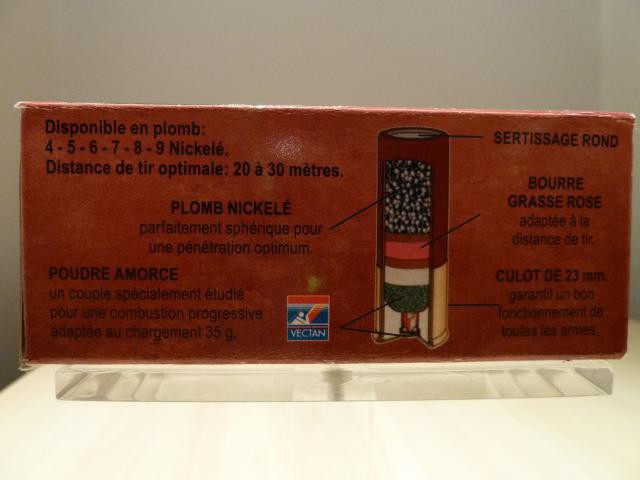 Disponible en plomb:
4 - 5 - 6 - 7 - 8 - 9 Nickelé.
Distance de tir optimale: 20 à 30 mètres.
PLOMB NICKELÉ
parfaitement sphérique pour
une pénétration optimum.
POUDRE AMORCE
un couple spécialement étudié
pour une combustion progressive
adaptée au chargement 35 g.
VECTAN
SERTISSAGE ROND
BOURRE
GRASSE ROSE
adaptée à la
distance de tir.
CULOT DE 23 mm.
garantit un bon
fonctionnement de
toutes les armes.